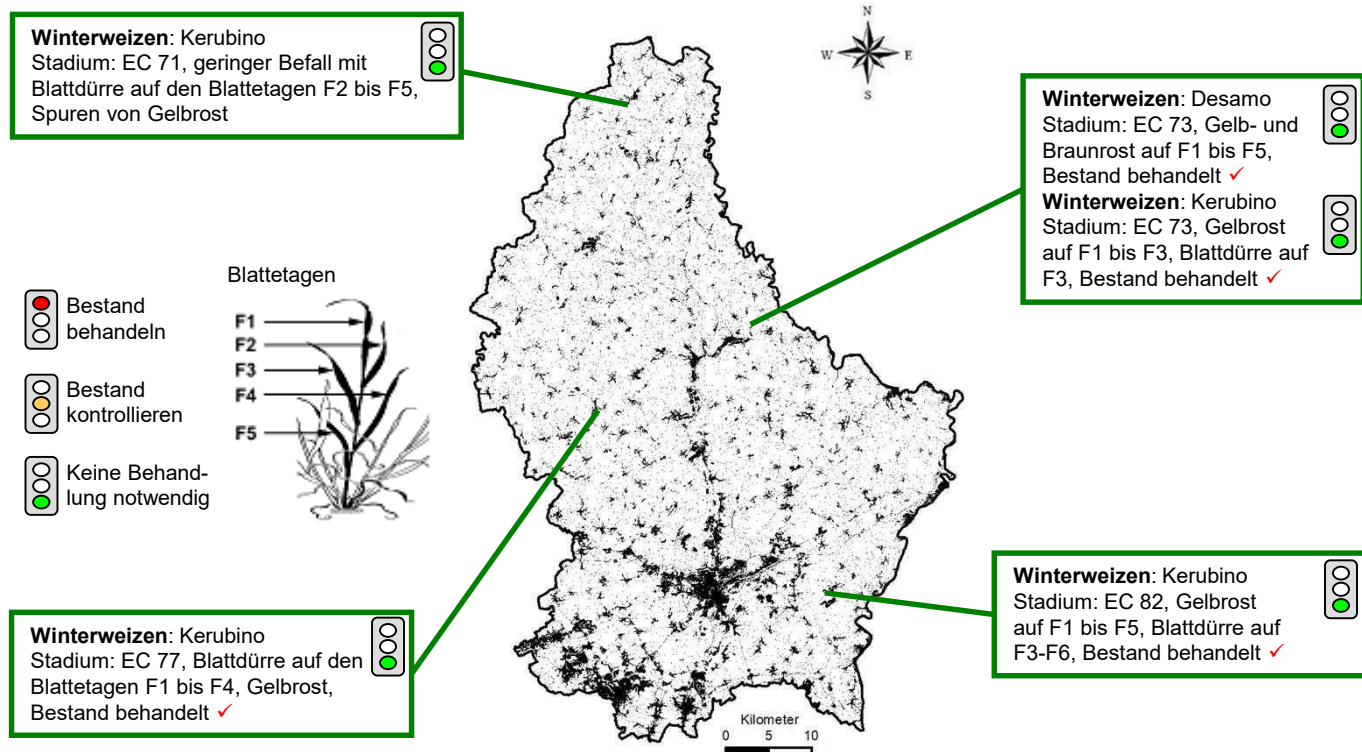 Winterweizen: Kerubino
Stadium: EC 71, geringer Befall mit
Blattdürre auf den Blattetagen F2 bis F5,
Spuren von Gelbrost
N
W
E
S
Winterweizen: Desamo
Stadium: EC 73, Gelb- und
Braunrost auf F1 bis F5,
Bestand behandelt ✓
Winterweizen: Kerubino
Stadium: EC 73, Gelbrost
auf F1 bis F3, Blattdürre auf
F3, Bestand behandelt ✓
Bestand
behandeln
Bestand
kontrollieren
Keine Behand-
lung notwendig
Blattetagen
F1
F2
F3
F4
F5
Winterweizen: Kerubino
Stadium: EC 77, Blattdürre auf den
Blattetagen F1 bis F4, Gelbrost,
Bestand behandelt ✓
Winterweizen: Kerubino
Stadium: EC 82, Gelbrost
auf F1 bis F5, Blattdürre auf
F3-F6, Bestand behandelt ✓
Kilometer
0 5 10